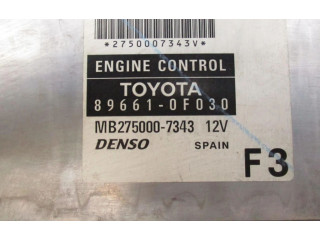 *2750007343V*
ENGINE CONTROL
TOYOTA
89661-0F030
MB275000-7343 12V
DENSO SPAIN
F3